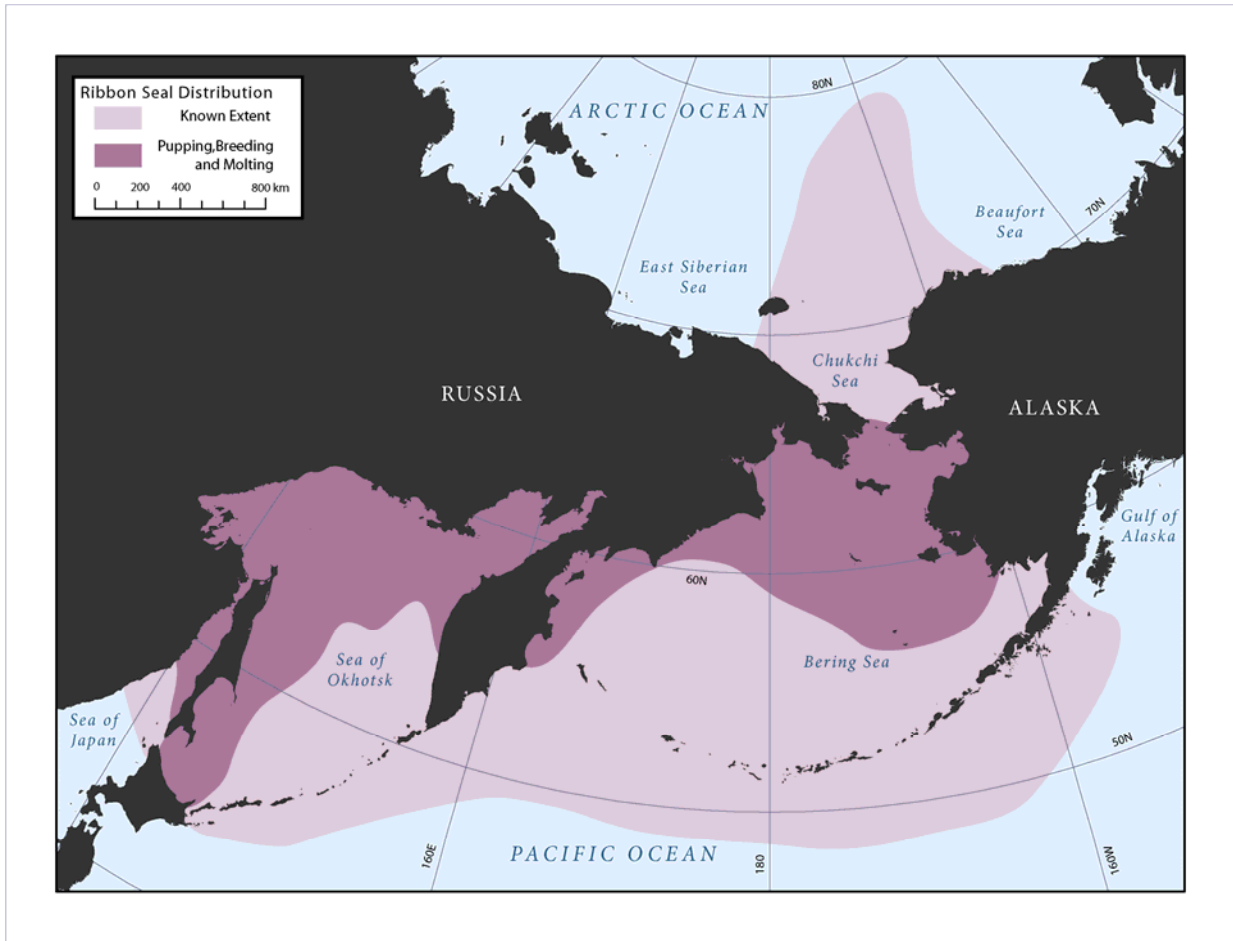 Ribbon Seal Distribution
Known Extent
Pupping,Breeding
and Molting
0 200 400 800 km
80N
ARCTIC OCEAN
70N
Beaufort
Sea
East Siberian
Sea
Chukchi
Sea
RUSSIA
ALASKA
Gulf of
Alaska
60N
Sea of
Okhotsk
Bering Sea
Sea of
Japan
50N
PACIFIC OCEAN
160E
180
160W